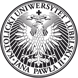 KATOLICKI UNIWERSYTET LUBELSKI
JANA PAWŁA II